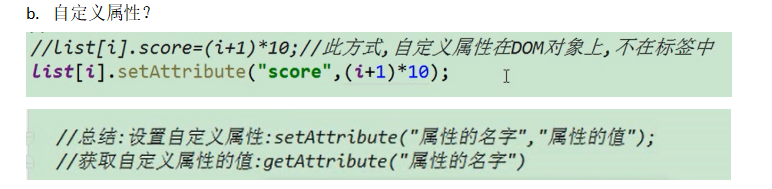 b. 自定义属性？
//list[i].score=(i+1)*10;//此方式,自定义属性在DOM对象上,不在标签中
list[i].setAttribute("score",(i+1)*10);
//总结:设置自定义属性:setAttribute("属性的名字","属性的值");
//获取自定义属性的值:getAttribute("属性的名字")